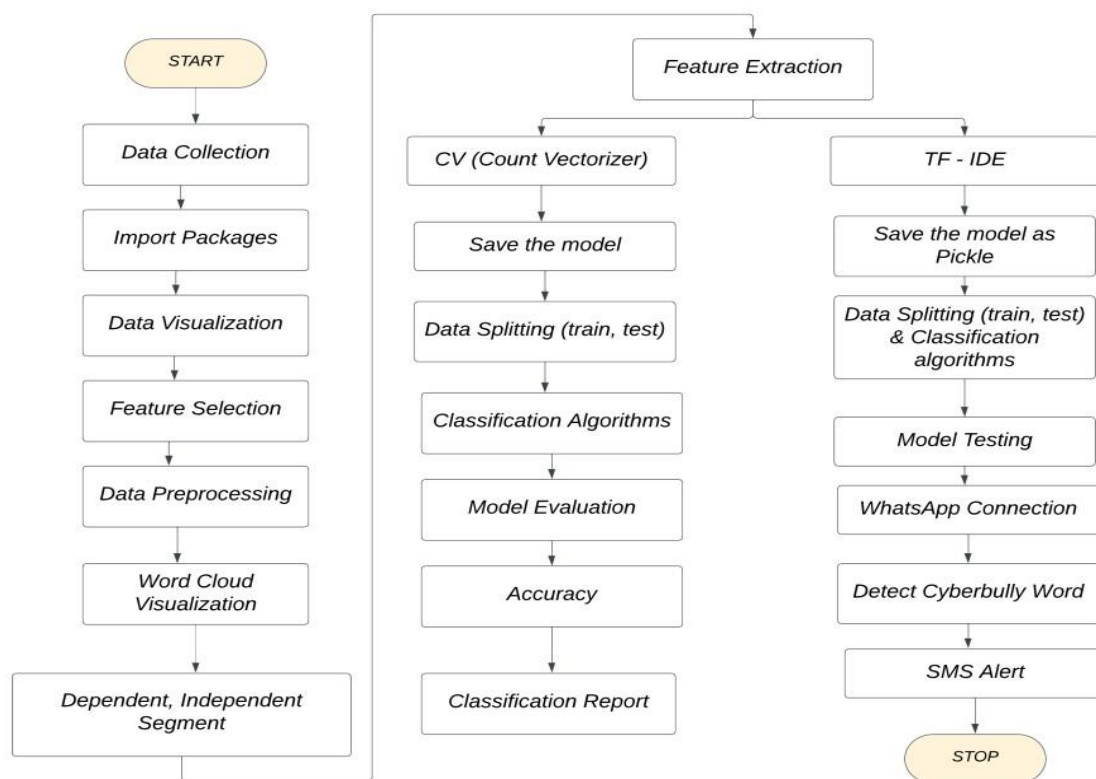 START
Data Collection
Import Packages
Data Visualization
Feature Selection
Data Preprocessing
Word Cloud
Visualization
Dependent, Independent
Segment
Feature Extraction
CV (Count Vectorizer)
Save the model
Data Splitting (train, test)
Classification Algorithms
Model Evaluation
Accuracy
Classification Report
TF - IDE
Save the model as
Pickle
Data Splitting (train, test)
& Classification
algorithms
Model Testing
WhatsApp Connection
Detect Cyberbully Word
SMS Alert
STOP